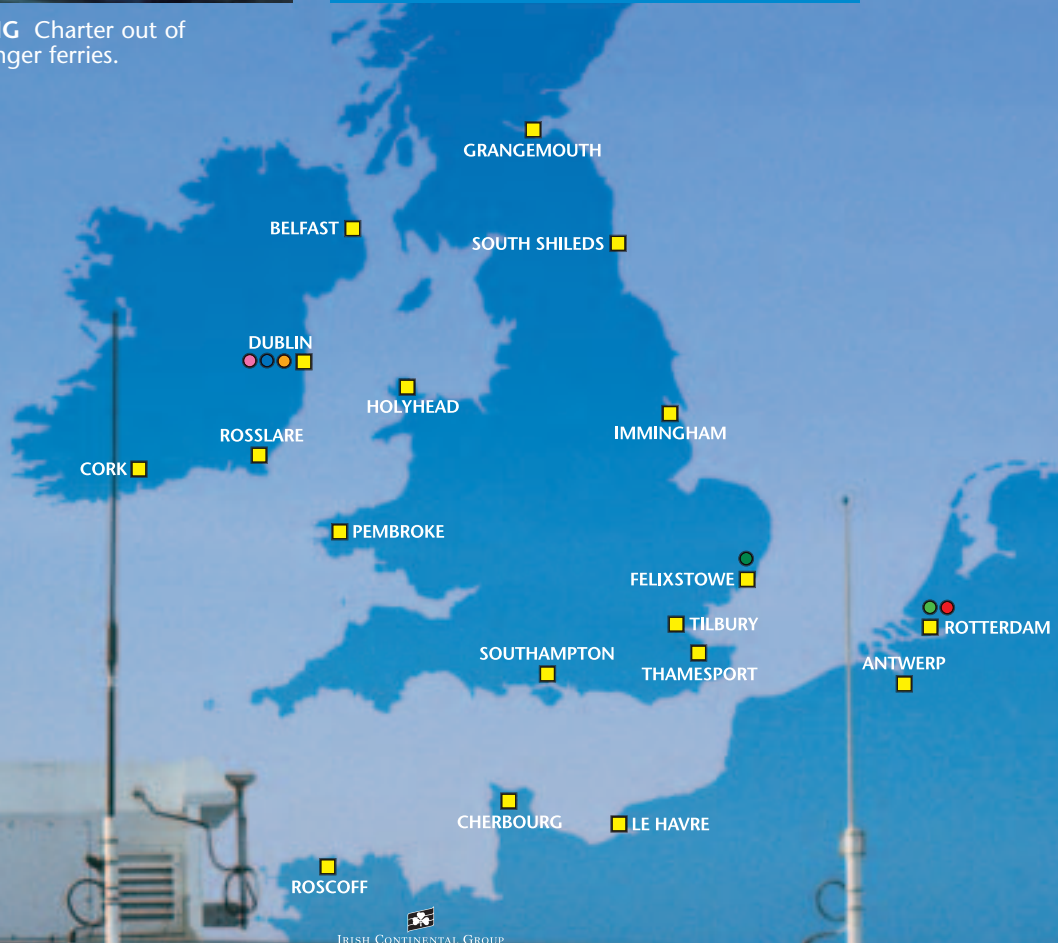 Charter out of
ferries.
GRANGEMOUTH
BELFAST
SOUTH SHILEDS
DUBLIN
HOLYHEAD
ROSSLARE
IMMINGHAM
CORK
PEMBROKE
FELIXSTOWE
TILBURY
ROTTERDAM
SOUTHAMPTON
THAMESPORT
ANTWERP
CHERBOURG
LE HAVRE
ROSCOFF
IRISH CONTINENTAL GROUP